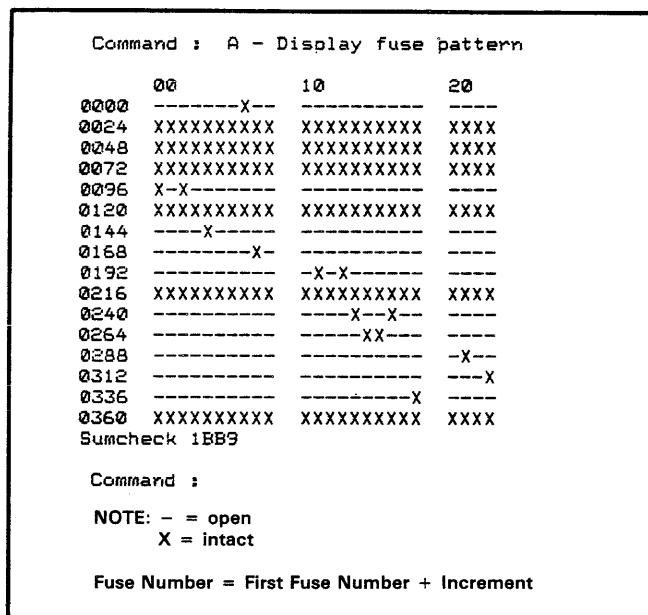 Command : A - Display fuse pattern
00 10 20
0000 -------X-- ---------- ----
0024 XXXXXXXXXX XXXXXXXXXX XXXX
0048 XXXXXXXXXX XXXXXXXXXX XXXX
0072 XXXXXXXXXX XXXXXXXXXX XXXX
0096 X-X------- ---------- ----
0120 XXXXXXXXXX XXXXXXXXXX XXXX
0144 ----X----- ---------- ----
0168 --------X- ---------- ----
0192 ---------- -X-X------ ----
0216 XXXXXXXXXX XXXXXXXXXX XXXX
0240 ---------- ----X--X-- ----
0264 ---------- -----XX--- ----
0288 ---------- ---------- -X--
0312 ---------- ---------- ---X
0336 ---------- ---------X ----
0360 XXXXXXXXXX XXXXXXXXXX XXXX
Sumcheck 1BB9
Command :
NOTE: – = open
X = intact
Fuse Number = First Fuse Number + Increment